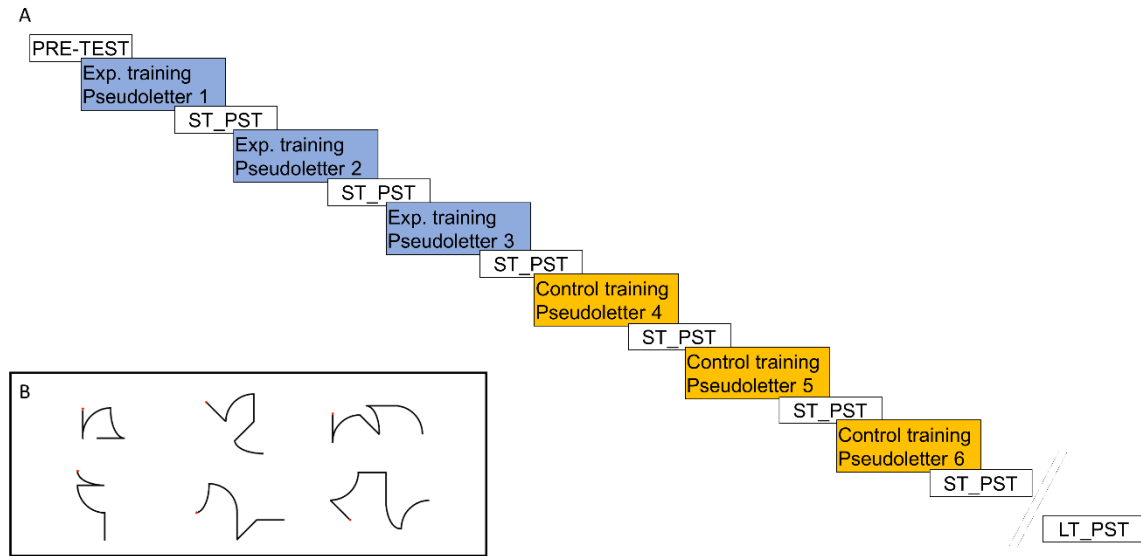 A
PRE-TEST
Exp. training
Pseudoletter 1
ST_PST
Exp. training
Pseudoletter 2
ST_PST
Exp. training
Pseudoletter 3
ST_PST
Control training
Pseudoletter 4
ST_PST
Control training
Pseudoletter 5
ST_PST
Control training
Pseudoletter 6
ST_PST
LT_PST
B